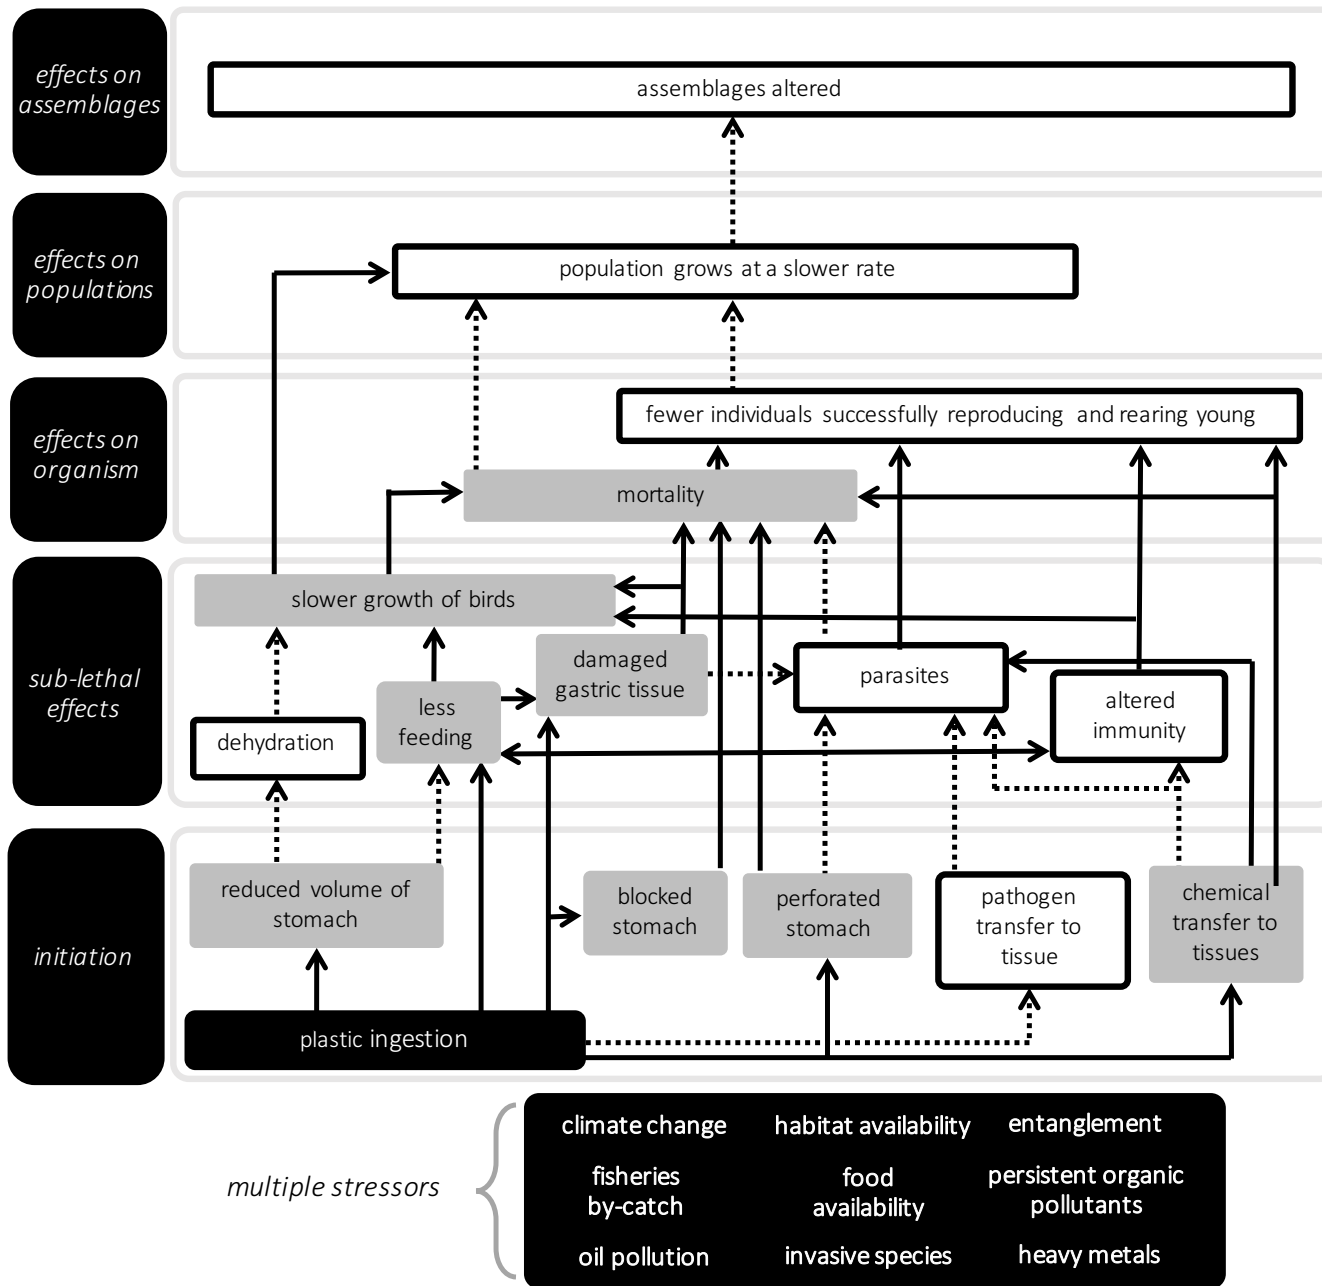 effects on
assemblages
assemblages altered
effects on
populations
population grows at a slower rate
effects on
organism
fewer individuals successfully reproducing and rearing young
mortality
sub-lethal
effects
slower growth of birds
damaged
gastric tissue
parasites
less
feeding
altered
immunity
dehydration
initiation
reduced volume of
stomach
blocked
stomach
perforated
stomach
pathogen
transfer to
tissue
chemical
transfer to
tissues
plastic ingestion
multiple stressors
climate change
habitat availability
entanglement
fisheries
by-catch
food
availability
persistent organic
pollutants
oil pollution
invasive species
heavy metals